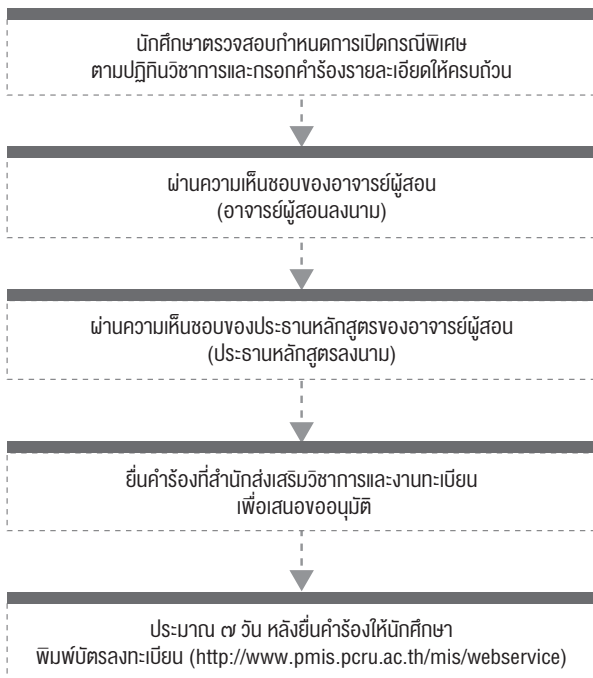 นักศึกษาตรวจสอบกำหนดการเปิดกรณีพิเศษ
ตามปฏิทินวิชาการและกรอกคำร้องรายละเอียดให้ครบถ้วน
ผ่านความเห็นชอบของอาจารย์ผู้สอน
(อาจารย์ผู้สอนลงนาม)
ผ่านความเห็นชอบของประธานหลักสูตรของอาจารย์ผู้สอน
(ประธานหลักสูตรลงนาม)
ยื่นคำร้องที่สำนักส่งเสริมวิชาการและงานทะเบียน
เพื่อเสนอขออนุมัติ
ประมาณ ๗ วัน หลังยื่นคำร้องให้นักศึกษา
พิมพ์บัตรลงทะเบียน (http://www.pmis.pcru.ac.th/mis/webservice)